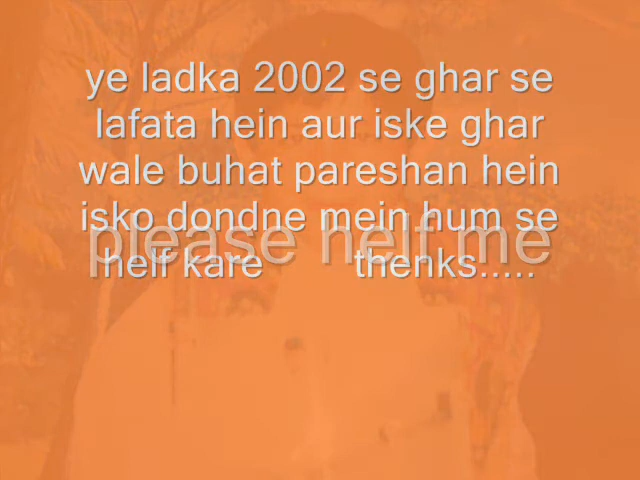 ye ladka 2002 se ghar se
lafata hein aur iske ghar
wale buhat pareshan hein
isko dondne mein hum se
please helf me
helf kare thenks.....